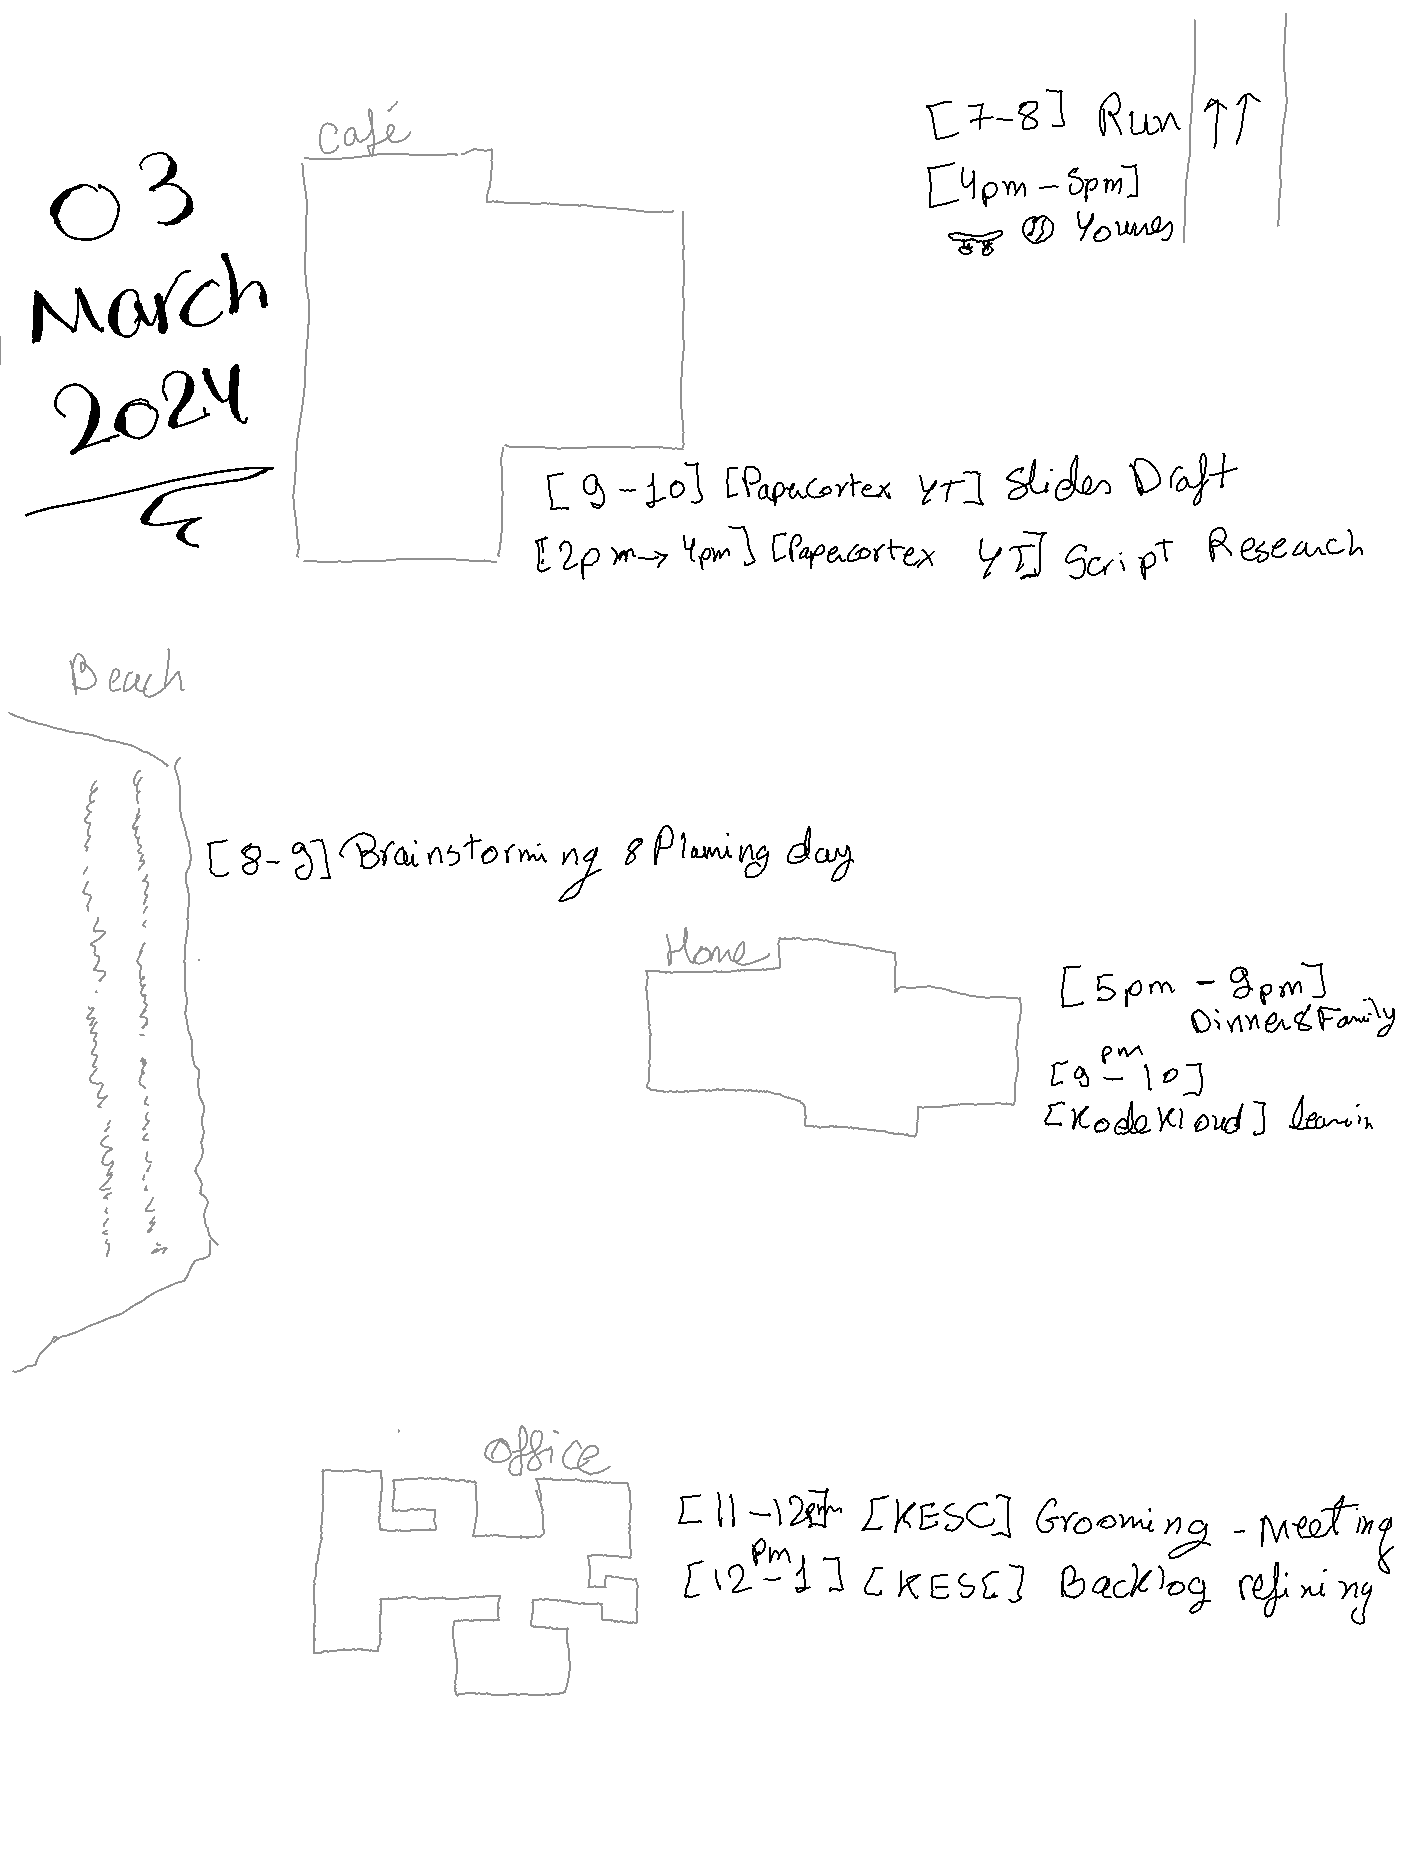 03
March
2024
Café
[7-8] Run
[4pm - 5pm]
Younes
[9-10] [Papercortex YT] Slides Draft
[2pm → 4pm] [Papercortex YT] Script Research
Beach
[8-9] Brainstorming & Planning day
Home
[5pm - 9pm]
Dinner & Family
[9pm - 10]
[KodeKloud] learnin
Office
[11-12pm] [KESC] Grooming - Meeting
[12pm-1] [KESC] Backlog refining